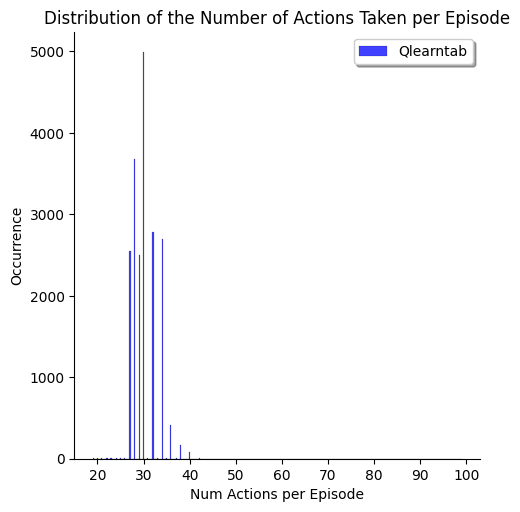 Distribution of the Number of Actions Taken per Episode
Qlearntab
5000
4000
3000
2000
1000
0
Occurrence
20 30 40 50 60 70 80 90 100
Num Actions per Episode